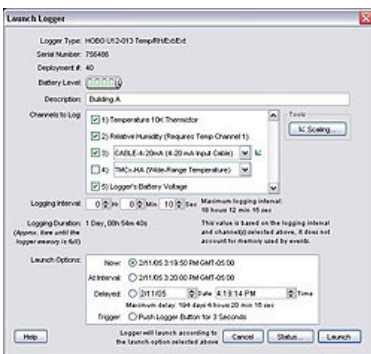 Launch Logger
Logger Type: HOBO U12-013 Temp/RH/2xExt
Serial Number: 756486
Deployment #: 40
Battery Level:
Description: Building A
Channels to Log:
1) Temperature 10K Thermistor
2) Relative Humidity (Requires Temp Channel 1)
3) CABLE-4-20mA (4-20 mA Input Cable)
4) TMCx-HA (Wide-Range Temperature)
5) Logger's Battery Voltage
Tools
Scaling...
Logging Interval: 0 Hr 0 Min 10 Sec
Maximum logging interval: 18 hours 12 min 15 sec
Logging Duration: 1 Day, 06h 54m 40s
(Approx. time until the logger memory is full)
This value is based on the logging interval and channel(s) selected above, it does not account for memory used by events.
Launch Options:
Now: 2/11/05 3:19:50 PM GMT-05:00
At Interval: 2/11/05 3:20:00 PM GMT-05:00
Delayed: 2/11/05 Date 4:19:14 PM Time
Maximum delay: 194 days 4 hours 20 min 15 sec
Trigger: Push Logger Button for 3 Seconds
Help...
Logger will launch according to the launch option selected above
Cancel
Status...
Launch